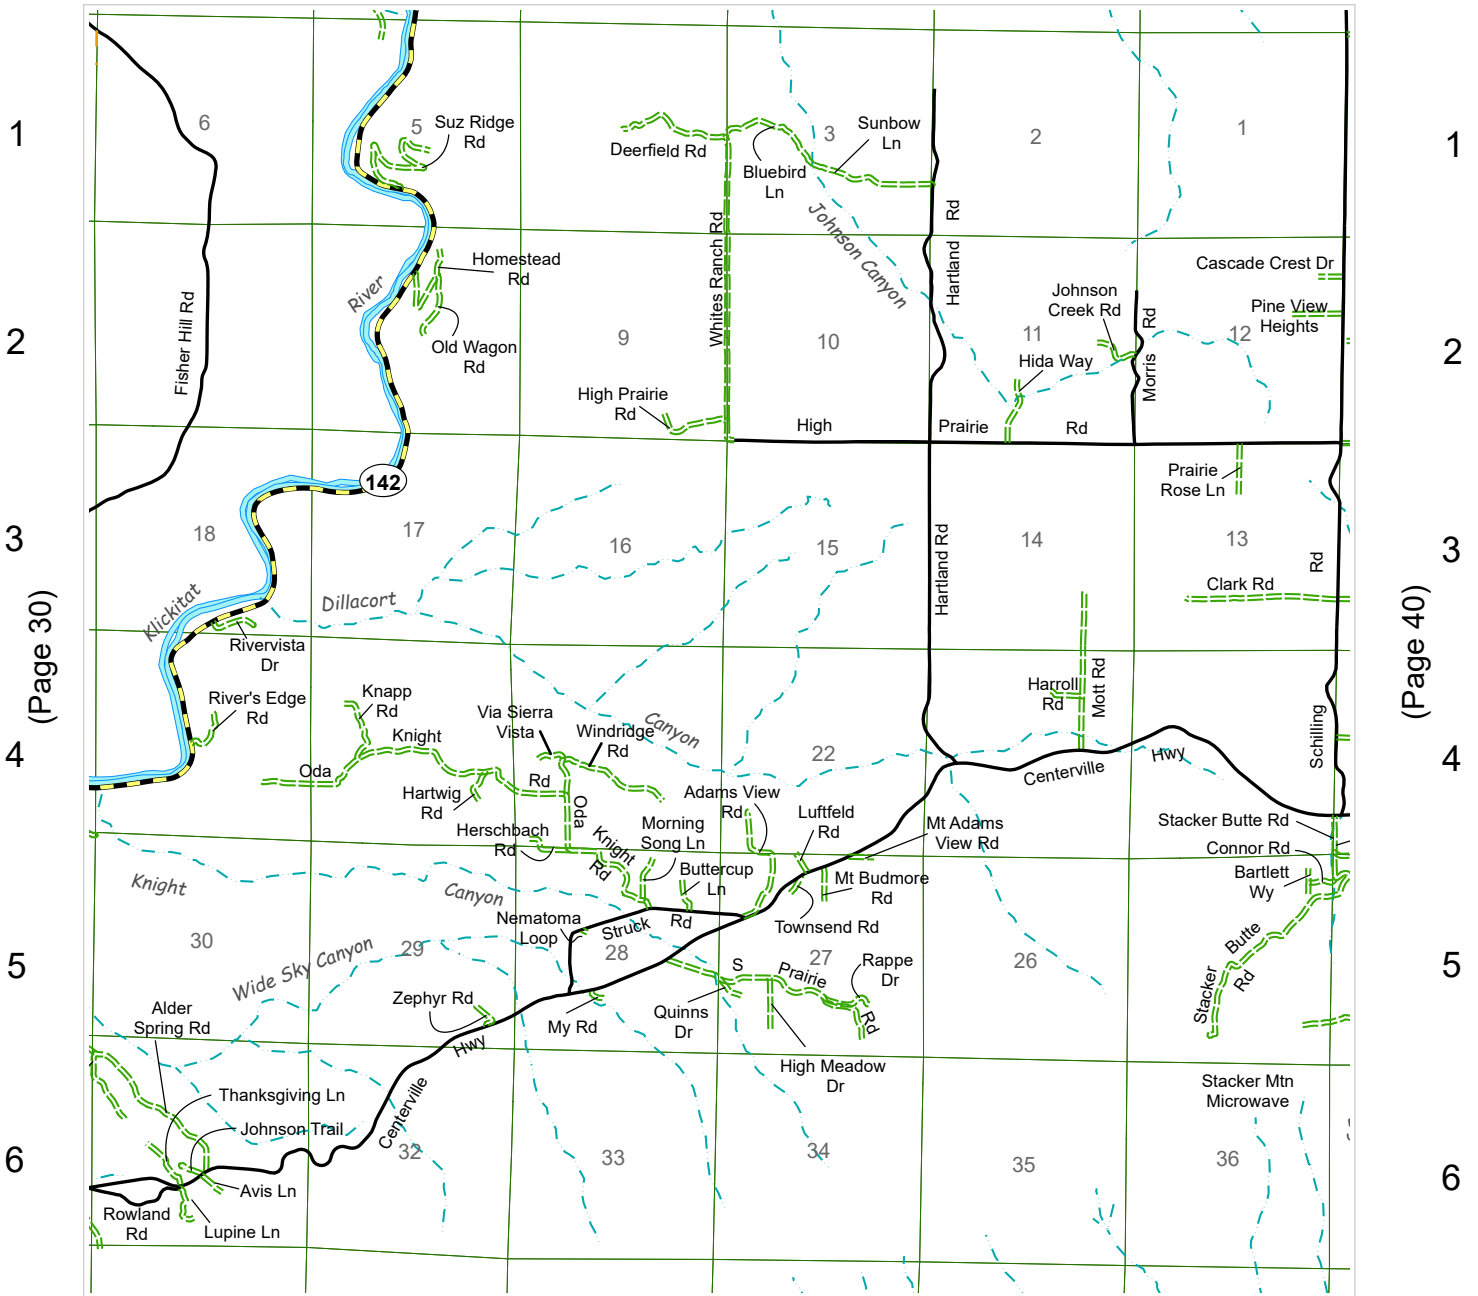 6
5
Suz Ridge
Rd
3
Sunbow
Ln
2
1
1
1
Deerfield Rd
Bluebird
Ln
Johnson Canyon
Hartland
Rd
Whites Ranch Rd
Homestead
Rd
River
Cascade Crest Dr
Johnson
Creek Rd
Pine View
Heights
Fisher Hill Rd
Old Wagon
Rd
9
10
11
12
2
2
Morris
Rd
Hida Way
High Prairie
Rd
High
Prairie
Rd
142
Prairie
Rose Ln
18
17
16
15
14
13
3
3
Hartland Rd
Rd
Clark Rd
Dillacort
Klickitat
Rivervista
Dr
(Page 30)
(Page 40)
River's Edge
Rd
Knapp
Rd
Knight
Via Sierra
Vista
Windridge
Rd
Canyon
Harroll
Rd
Mott Rd
Schilling
22
4
4
Oda
Hartwig
Rd
Rd
Oda
Adams View
Rd
Centerville
Hwy
Herschbach
Rd
Knight
Rd
Morning
Song Ln
Luftfeld
Rd
Mt Adams
View Rd
Stacker Butte Rd
Connor Rd
Bartlett
Wy
Knight
Canyon
Buttercup
Ln
Mt Budmore
Rd
Nematoma
Loop
Struck
Rd
Townsend Rd
30
29
28
27
26
5
5
Wide Sky Canyon
S
Prairie
Rd
Rappe
Dr
Stacker
Butte
Rd
Zephyr Rd
My Rd
Quinns
Dr
Alder
Spring Rd
Hwy
Centerville
High Meadow
Dr
Stacker Mtn
Microwave
Thanksgiving Ln
Johnson Trail
32
33
34
35
36
6
6
Avis Ln
Rowland
Rd
Lupine Ln